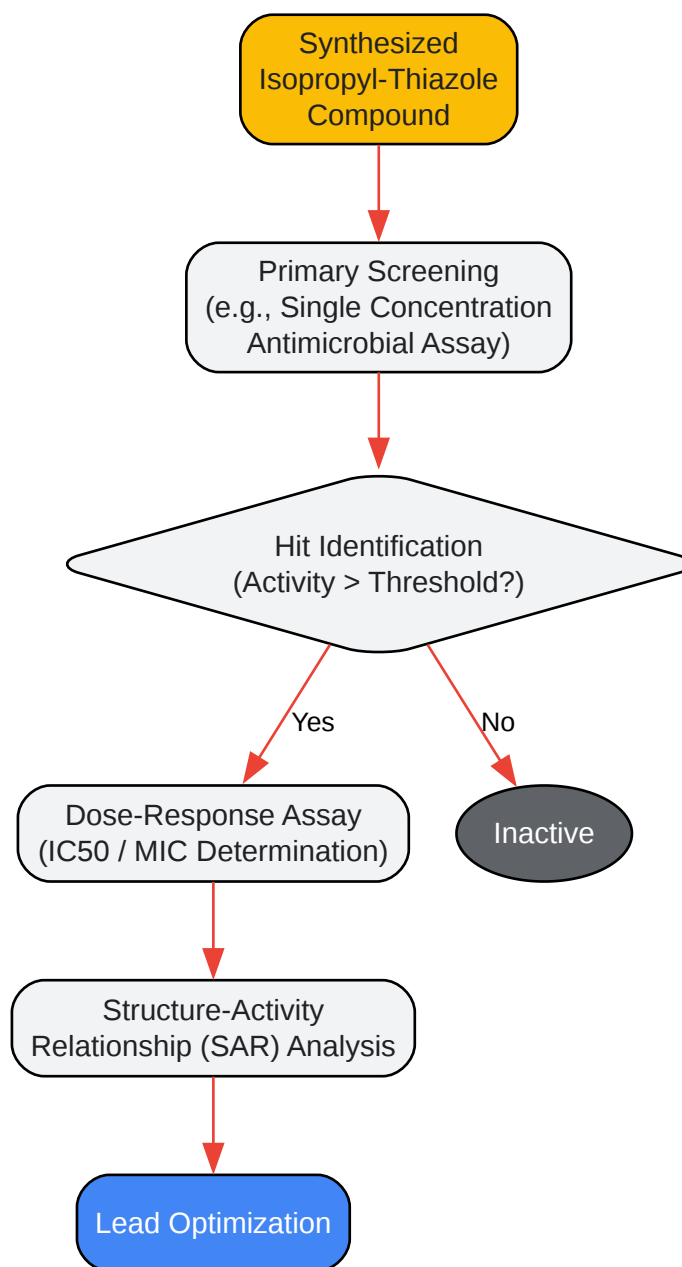 Synthesized
Isopropyl-Thiazole
Compound
Primary Screening
(e.g., Single Concentration
Antimicrobial Assay)
Hit Identification
(Activity > Threshold?)
Yes
No
Dose-Response Assay
(IC50 / MIC Determination)
Inactive
Structure-Activity
Relationship (SAR) Analysis
Lead Optimization